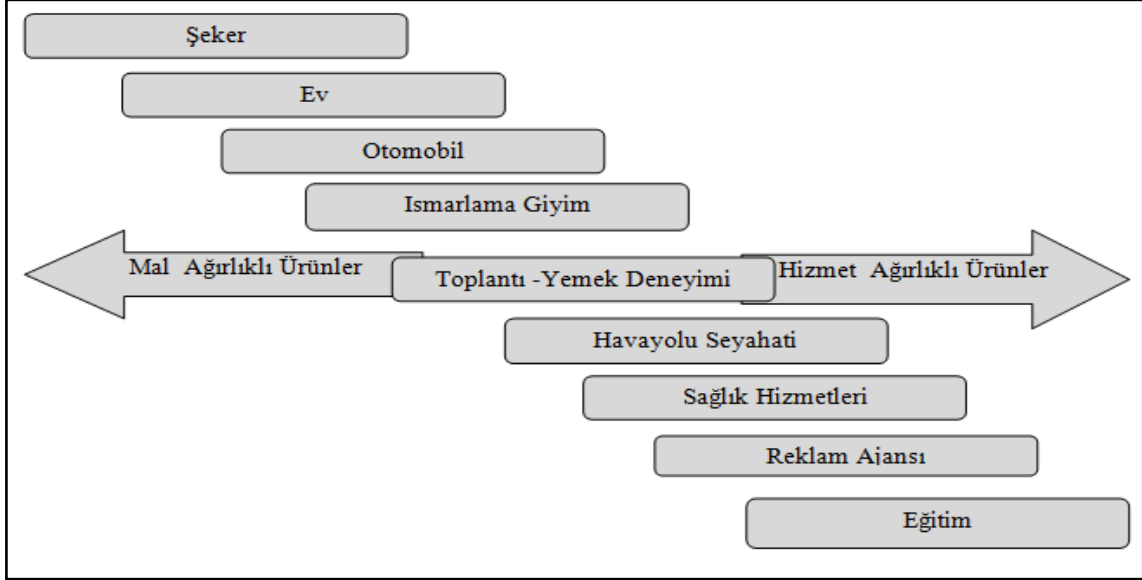 Şeker
Ev
Otomobil
Ismarlama Giyim
Mal Ağırlıklı Ürünler
Toplantı -Yemek Deneyimi
Hizmet Ağırlıklı Ürünler
Havayolu Seyahati
Sağlık Hizmetleri
Reklam Ajansı
Eğitim